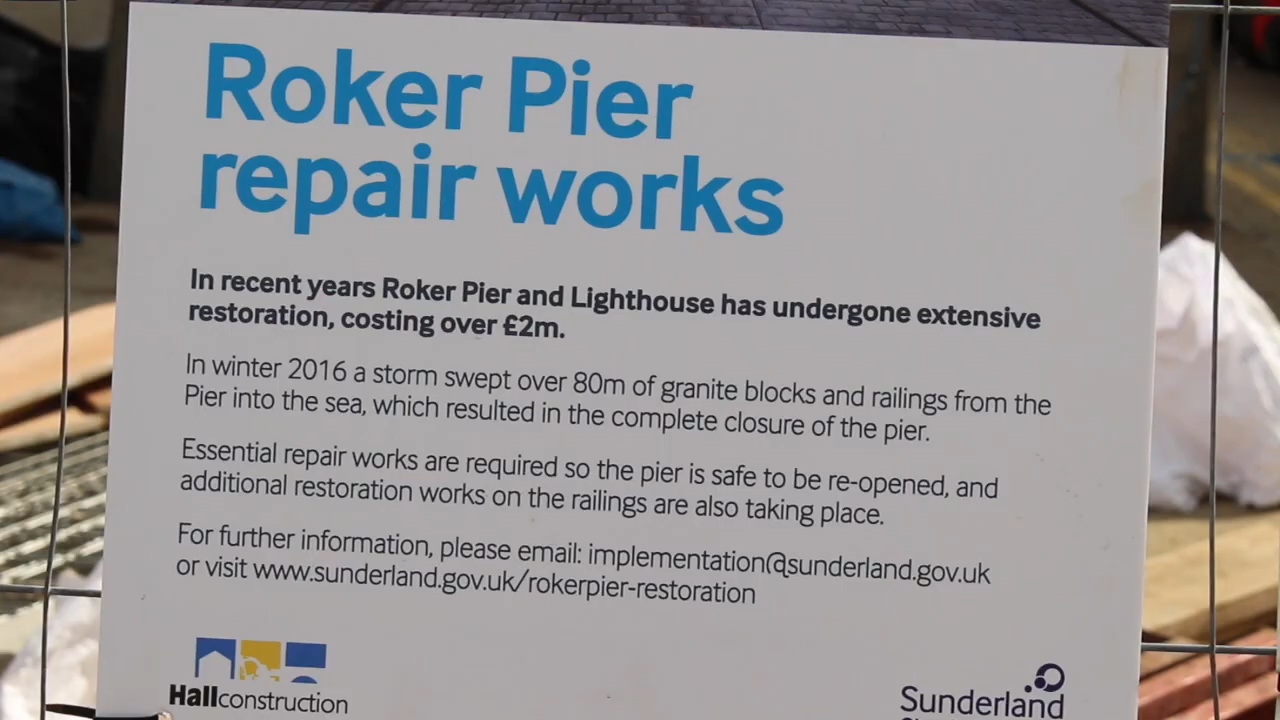 Roker Pier
repair works
In recent years Roker Pier and Lighthouse has undergone extensive
restoration, costing over £2m.
In winter 2016 a storm swept over 80m of granite blocks and railings from the
Pier into the sea, which resulted in the complete closure of the pier.
Essential repair works are required so the pier is safe to be re-opened, and
additional restoration works on the railings are also taking place.
For further information, please email: implementation@sunderland.gov.uk
or visit www.sunderland.gov.uk/rokerpier-restoration
Hallconstruction
Sunderland